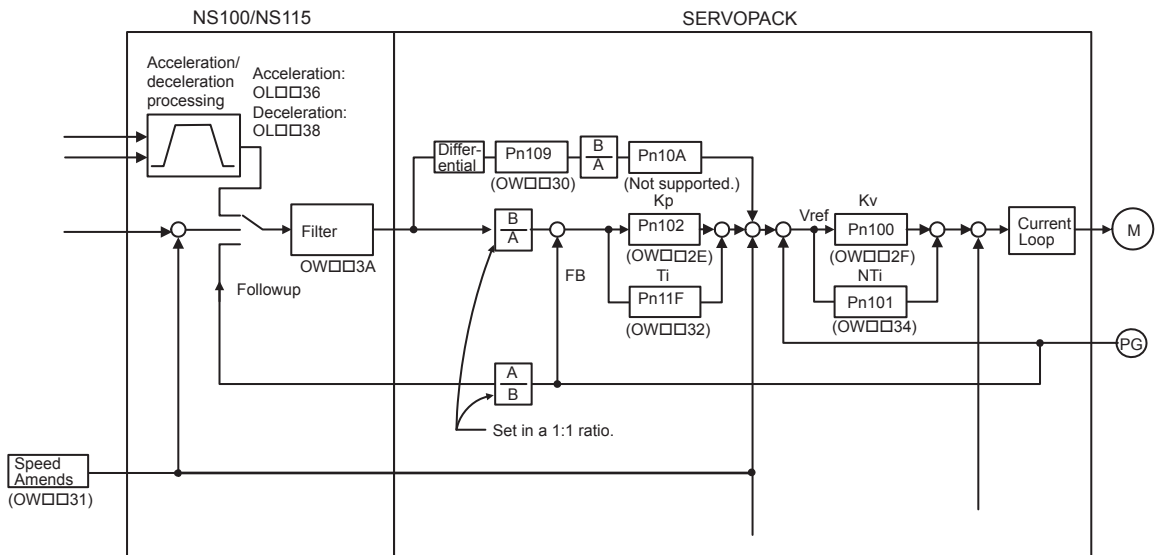 NS100/NS115
SERVOPACK
Acceleration/
deceleration
processing
Acceleration:
OL□□36
Deceleration:
OL□□38
Differ-
ential
Pn109
(OW□□30)
B
A
Pn10A
(Not supported.)
Filter
OW□□3A
B
A
FB
Kp
Pn102
(OW□□2E)
Ti
Pn11F
(OW□□32)
Vref
Kv
Pn100
(OW□□2F)
NTi
Pn101
(OW□□34)
Current
Loop
M
PG
Followup
A
B
Set in a 1:1 ratio.
Speed
Amends
(OW□□31)